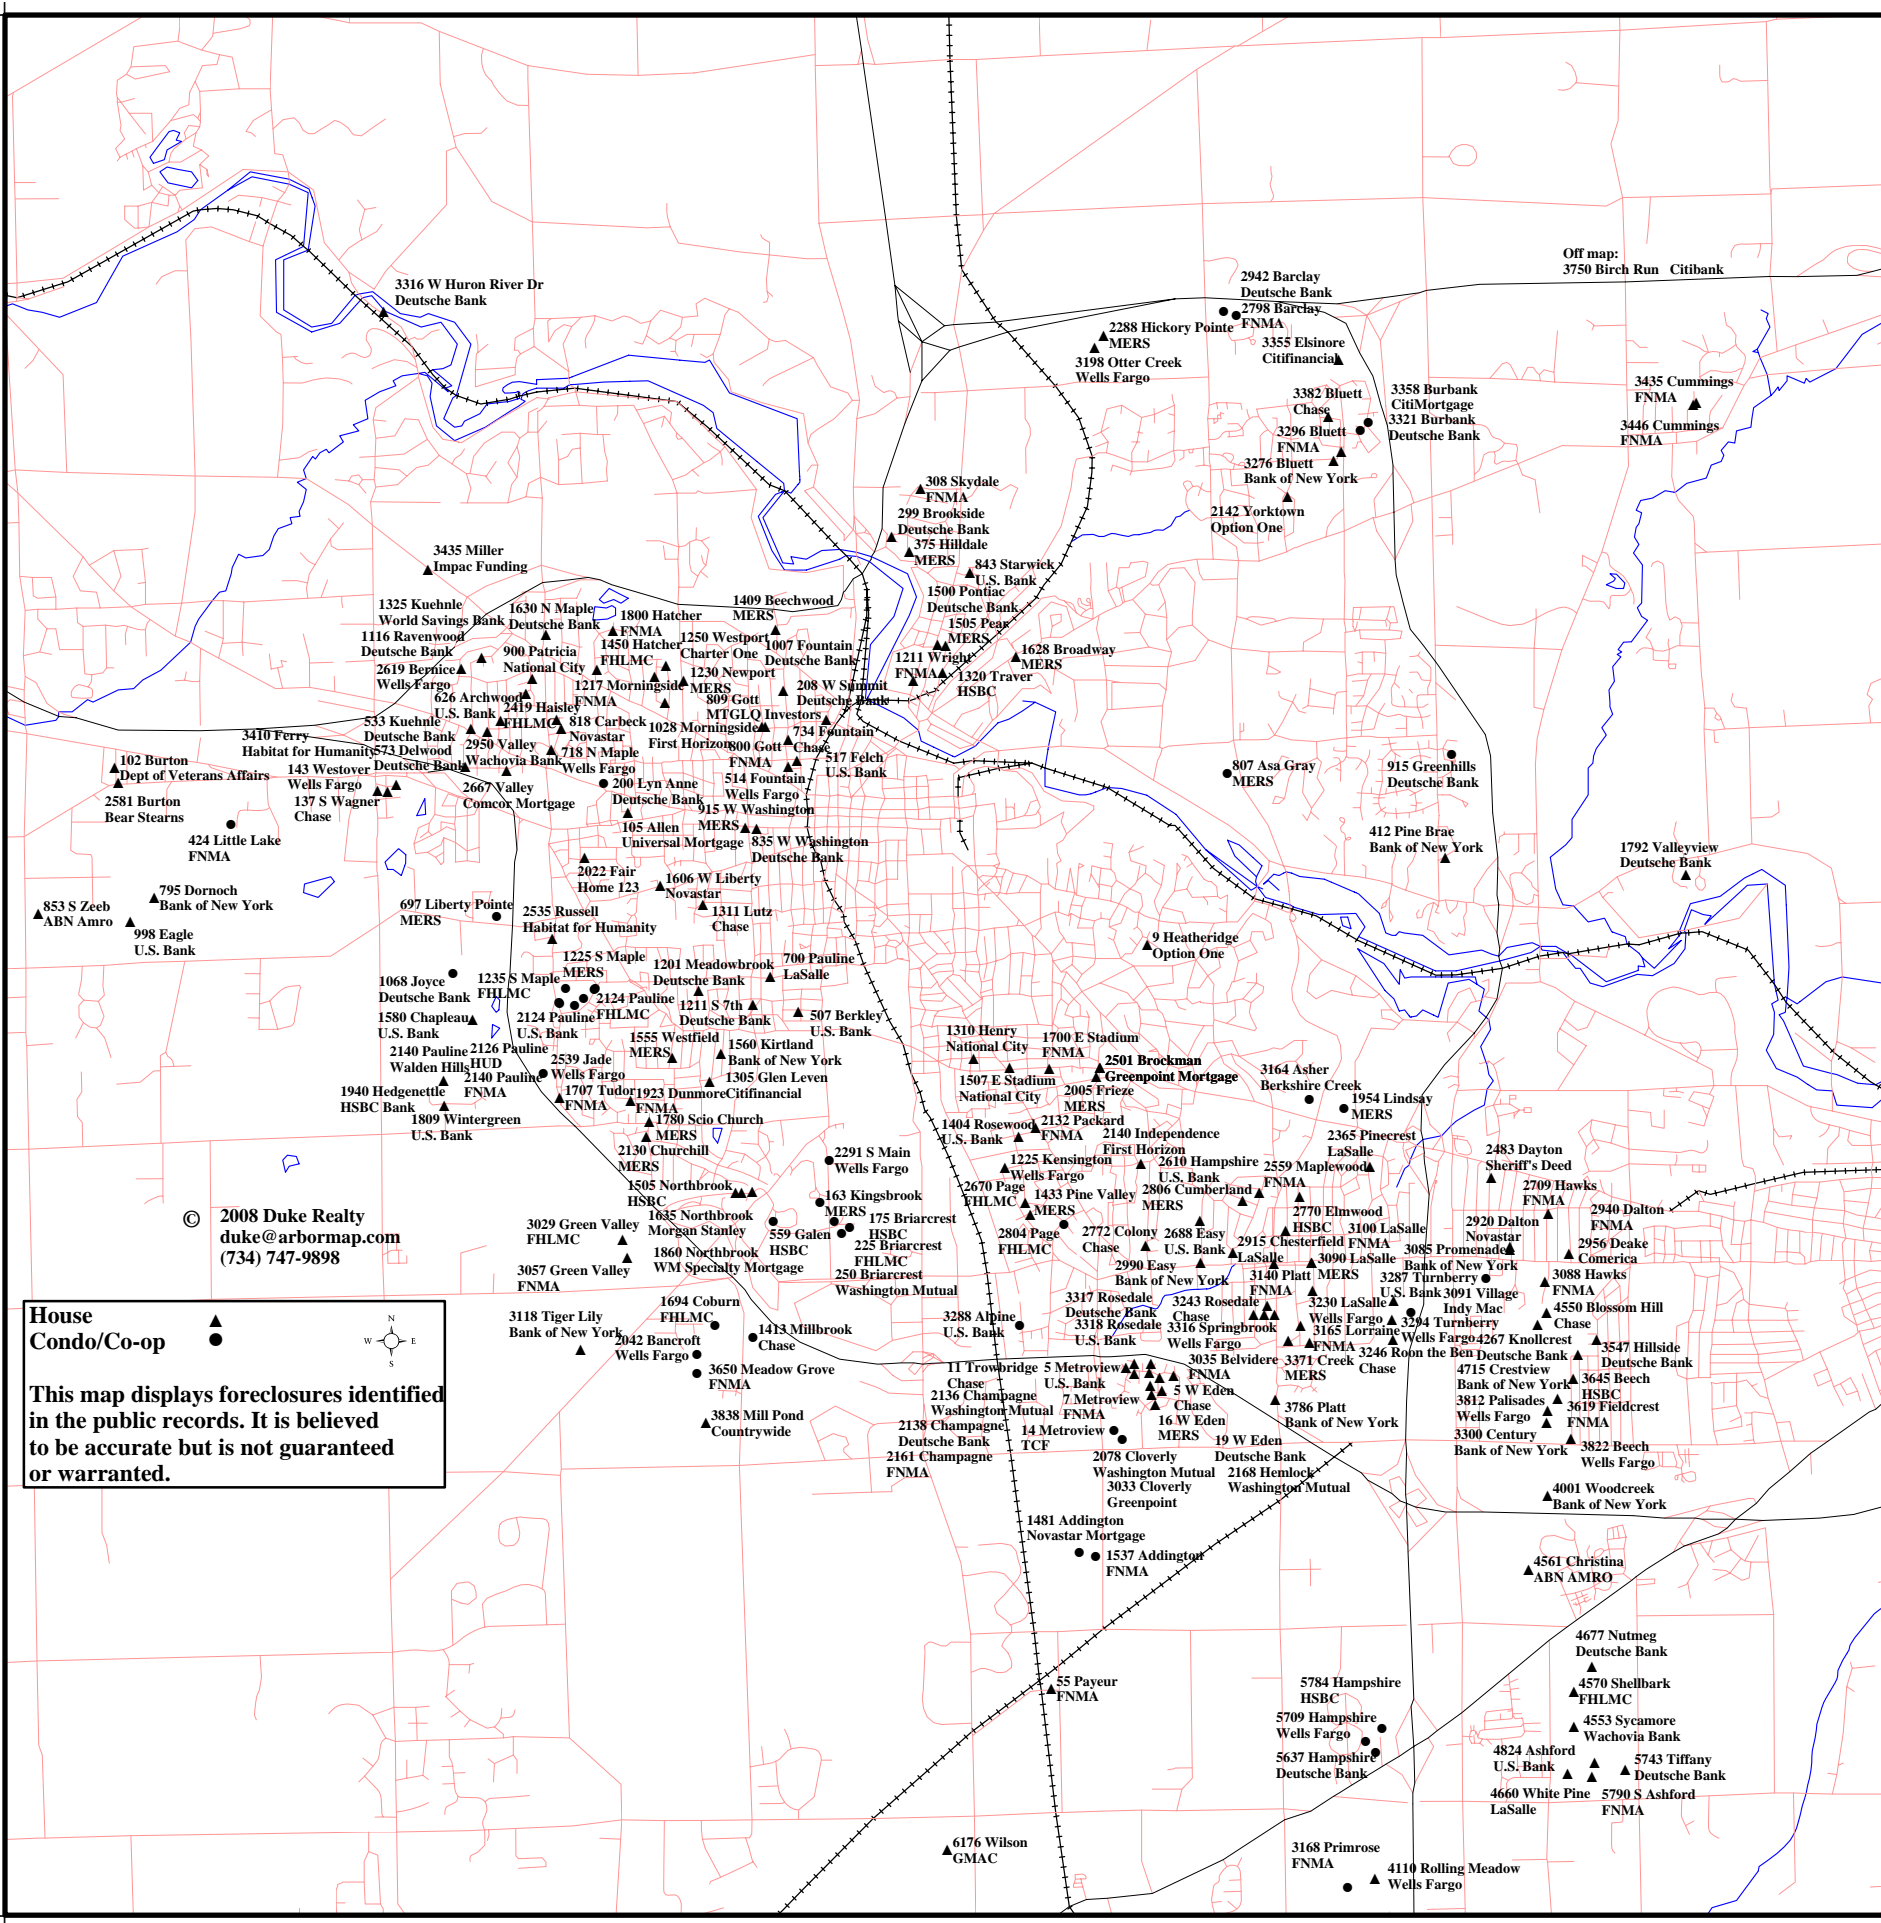 Off map:
3750 Birch Run Citibank
3316 W Huron River Dr
Deutsche Bank
2942 Barclay
Deutsche Bank
2798 Barclay
FNMA
2288 Hickory Pointe
MERS
3198 Otter Creek
Wells Fargo
3355 Elsinore
Citifinancial
3382 Bluett
Chase
3358 Burbank
CitiMortgage
3321 Burbank
Deutsche Bank
3296 Bluett
FNMA
3276 Bluett
Bank of New York
2142 Yorktown
Option One
3435 Cummings
FNMA
3446 Cummings
FNMA
308 Skydale
FNMA
299 Brookside
Deutsche Bank
375 Hilldale
MERS
843 Starwick
U.S. Bank
1500 Pontiac
Deutsche Bank
1505 Pear
MERS
1628 Broadway
MERS
1211 Wright
FNMA
1320 Traver
HSBC
3435 Miller
Impac Funding
1325 Kuehnle
World Savings Bank
1116 Ravenwood
Deutsche Bank
2619 Bernice
Wells Fargo
1630 N Maple
Deutsche Bank
900 Patricia
National City
1800 Hatcher
FNMA
1450 Hatcher
FHLMC
1409 Beechwood
MERS
1250 Westport
Charter One
1007 Fountain
Deutsche Bank
1230 Newport
MERS
1217 Morningside
FNMA
626 Archwood
U.S. Bank
2419 Haisley
FHLMC
818 Carbeck
Novastar
809 Gott
MTGLQ Investors
208 W Summit
Deutsche Bank
1028 Morningside
First Horizon
734 Fountain
Chase
800 Gott
FNMA
517 Felch
U.S. Bank
514 Fountain
Wells Fargo
533 Kuehnle
Deutsche Bank
3410 Ferry
Habitat for Humanity
573 Delwood
Deutsche Bank
2950 Valley
Wachovia Bank
718 N Maple
Wells Fargo
102 Burton
Dept of Veterans Affairs
143 Westover
Wells Fargo
2581 Burton
Bear Stearns
137 S Wagner
Chase
2667 Valley
Comcor Mortgage
200 Lyn Anne
Deutsche Bank
915 W Washington
MERS
105 Allen
Universal Mortgage
835 W Washington
Deutsche Bank
424 Little Lake
FNMA
807 Asa Gray
MERS
915 Greenhills
Deutsche Bank
412 Pine Brae
Bank of New York
1792 Valleyview
Deutsche Bank
2022 Fair
Home 123
1606 W Liberty
Novastar
1311 Lutz
Chase
795 Dornoch
Bank of New York
853 S Zeeb
ABN Amro
998 Eagle
U.S. Bank
697 Liberty Pointe
MERS
2535 Russell
Habitat for Humanity
9 Heatheridge
Option One
1225 S Maple
MERS
1235 S Maple
FHLMC
1068 Joyce
Deutsche Bank
1201 Meadowbrook
Deutsche Bank
700 Pauline
LaSalle
2124 Pauline
FHLMC
1211 S 7th
Deutsche Bank
507 Berkley
U.S. Bank
1580 Chapleau
U.S. Bank
2124 Pauline
U.S. Bank
1555 Westfield
MERS
1560 Kirtland
Bank of New York
2140 Pauline
Walden Hills
2126 Pauline
HUD
2539 Jade
Wells Fargo
2140 Pauline
FNMA
1707 Tudor
FNMA
1305 Glen Leven
Citifinancial
1923 Dunmore
FNMA
1940 Hedgenettle
HSBC Bank
1809 Wintergreen
U.S. Bank
1780 Scio Church
MERS
2130 Churchill
MERS
1310 Henry
National City
1700 E Stadium
FNMA
2501 Brockman
Greenpoint Mortgage
1507 E Stadium
National City
2005 Frieze
MERS
3164 Asher
Berkshire Creek
1954 Lindsay
MERS
1404 Rosewood
U.S. Bank
2132 Packard
FNMA
2140 Independence
First Horizon
2365 Pinecrest
LaSalle
2291 S Main
Wells Fargo
1225 Kensington
Wells Fargo
2610 Hampshire
U.S. Bank
2559 Maplewood
FNMA
2483 Dayton
Sheriff's Deed
1505 Northbrook
HSBC
163 Kingsbrook
MERS
2670 Page
FHLMC
1433 Pine Valley
MERS
2806 Cumberland
MERS
2709 Hawks
FNMA
1635 Northbrook
Morgan Stanley
559 Galen
HSBC
175 Briarcrest
HSBC
2804 Page
FHLMC
2772 Colony
Chase
2688 Easy
U.S. Bank
2770 Elmwood
HSBC
3100 LaSalle
FNMA
2920 Dalton
Novastar
2940 Dalton
FNMA
© 2008 Duke Realty
duke@arbormap.com
(734) 747-9898
3029 Green Valley
FHLMC
1860 Northbrook
WM Specialty Mortgage
225 Briarcrest
FHLMC
2915 Chesterfield
LaSalle
3085 Promenade
Bank of New York
2956 Deake
Comerica
3057 Green Valley
FNMA
250 Briarcrest
Washington Mutual
2990 Easy
Bank of New York
3140 Platt
FNMA
3090 LaSalle
MERS
3287 Turnberry
U.S. Bank
3088 Hawks
FNMA
3091 Village
Indy Mac
House
Condo/Co-op
N
W E
S
This map displays foreclosures identified
in the public records. It is believed
to be accurate but is not guaranteed
or warranted.
3118 Tiger Lily
Bank of New York
1694 Coburn
FHLMC
1413 Millbrook
Chase
2042 Bancroft
Wells Fargo
3650 Meadow Grove
FNMA
3838 Mill Pond
Countrywide
3288 Alpine
U.S. Bank
3317 Rosedale
Deutsche Bank
3318 Rosedale
U.S. Bank
3243 Rosedale
Chase
3230 LaSalle
Wells Fargo
3294 Turnberry
Wells Fargo
4550 Blossom Hill
Chase
3316 Springbrook
Wells Fargo
3165 Lorraine
FNMA
3246 Roon the Ben
Chase
4267 Knollcrest
Deutsche Bank
3547 Hillside
Deutsche Bank
11 Trowbridge
Chase
5 Metroview
U.S. Bank
3035 Belvidere
FNMA
3371 Creek
MERS
4715 Crestview
Bank of New York
3645 Beech
HSBC
2136 Champagne
Washington Mutual
7 Metroview
FNMA
5 W Eden
Chase
3786 Platt
Bank of New York
3812 Palisades
Wells Fargo
3619 Fieldcrest
FNMA
2138 Champagne
Deutsche Bank
14 Metroview
TCF
16 W Eden
MERS
19 W Eden
Deutsche Bank
3300 Century
Bank of New York
3822 Beech
Wells Fargo
2161 Champagne
FNMA
2078 Cloverly
Washington Mutual
2168 Hemlock
Washington Mutual
3033 Cloverly
Greenpoint
4001 Woodcreek
Bank of New York
1481 Addington
Novastar Mortgage
1537 Addington
FNMA
4561 Christina
ABN AMRO
4677 Nutmeg
Deutsche Bank
55 Payeur
FNMA
5784 Hampshire
HSBC
4570 Shellbark
FHLMC
5709 Hampshire
Wells Fargo
4553 Sycamore
Wachovia Bank
5637 Hampshire
Deutsche Bank
4824 Ashford
U.S. Bank
5743 Tiffany
Deutsche Bank
4660 White Pine
LaSalle
5790 S Ashford
FNMA
6176 Wilson
GMAC
3168 Primrose
FNMA
4110 Rolling Meadow
Wells Fargo